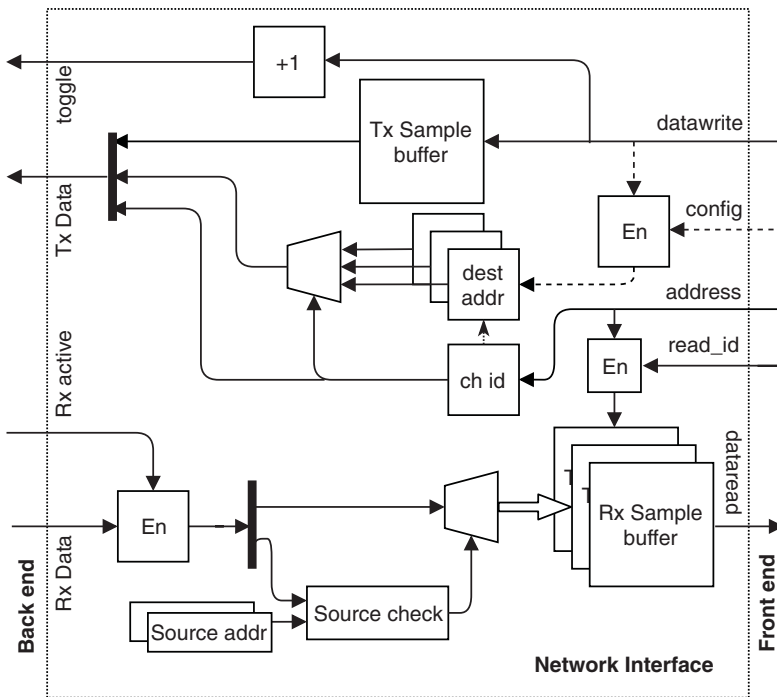 +1
toggle
Tx Sample
buffer
datawrite
Tx Data
En
config
dest
addr
address
Rx active
ch id
En
read_id
T
T
dataread
En
Rx Sample
buffer
Rx Data
Source check
Source addr
Back end
Front end
Network Interface